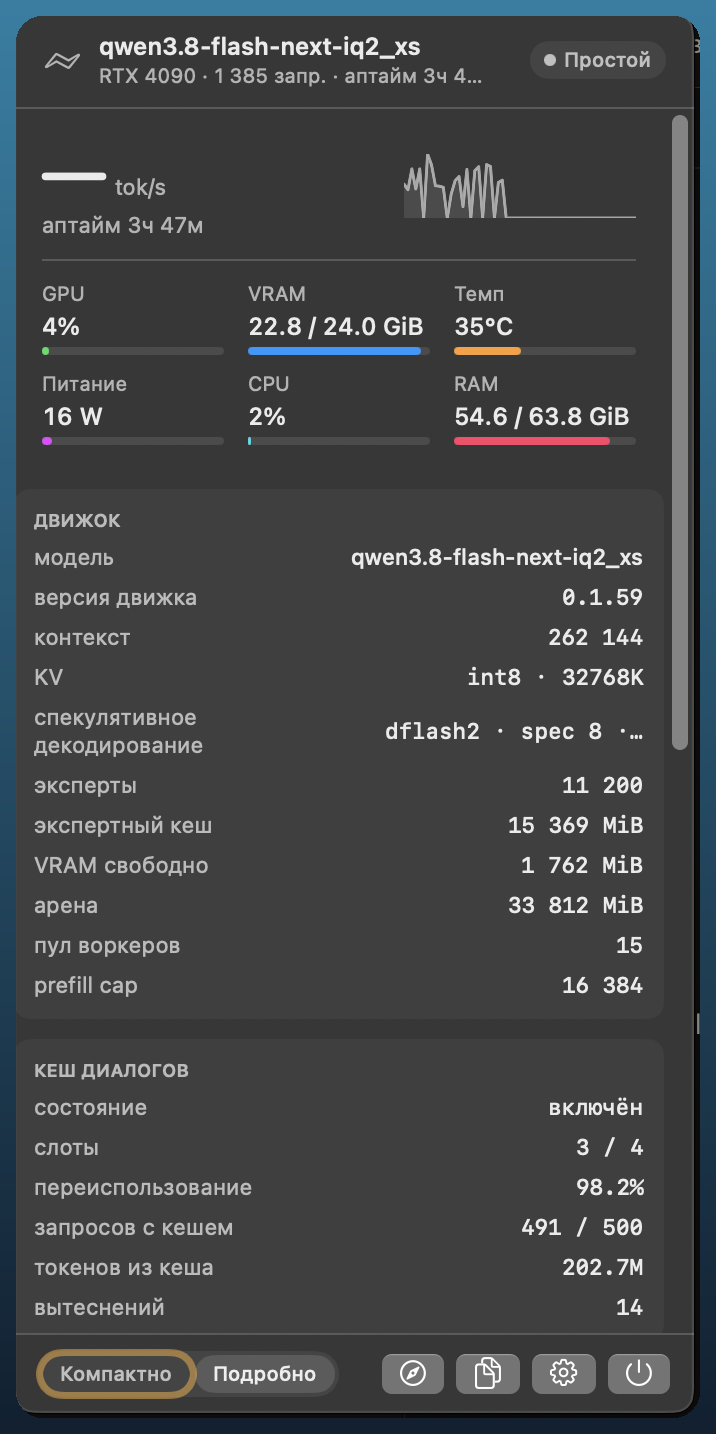 qwen3.8-flash-next-iq2_xs
RTX 4090 · 1 385 запр. · аптайм 3ч 4…
Простой
tok/s
аптайм 3ч 47м
GPU VRAM Темп
4% 22.8 / 24.0 GiB 35°C
Питание CPU RAM
16 W 2% 54.6 / 63.8 GiB
ДВИЖОК
модель qwen3.8-flash-next-iq2_xs
версия движка 0.1.59
контекст 262 144
KV int8 · 32768K
спекулятивное
декодирование dflash2 · spec 8 ·…
эксперты 11 200
экспертный кеш 15 369 MiB
VRAM свободно 1 762 MiB
арена 33 812 MiB
пул воркеров 15
prefill cap 16 384
КЕШ ДИАЛОГОВ
состояние включён
слоты 3 / 4
переиспользование 98.2%
запросов с кешем 491 / 500
токенов из кеша 202.7M
вытеснений 14
Компактно Подробно